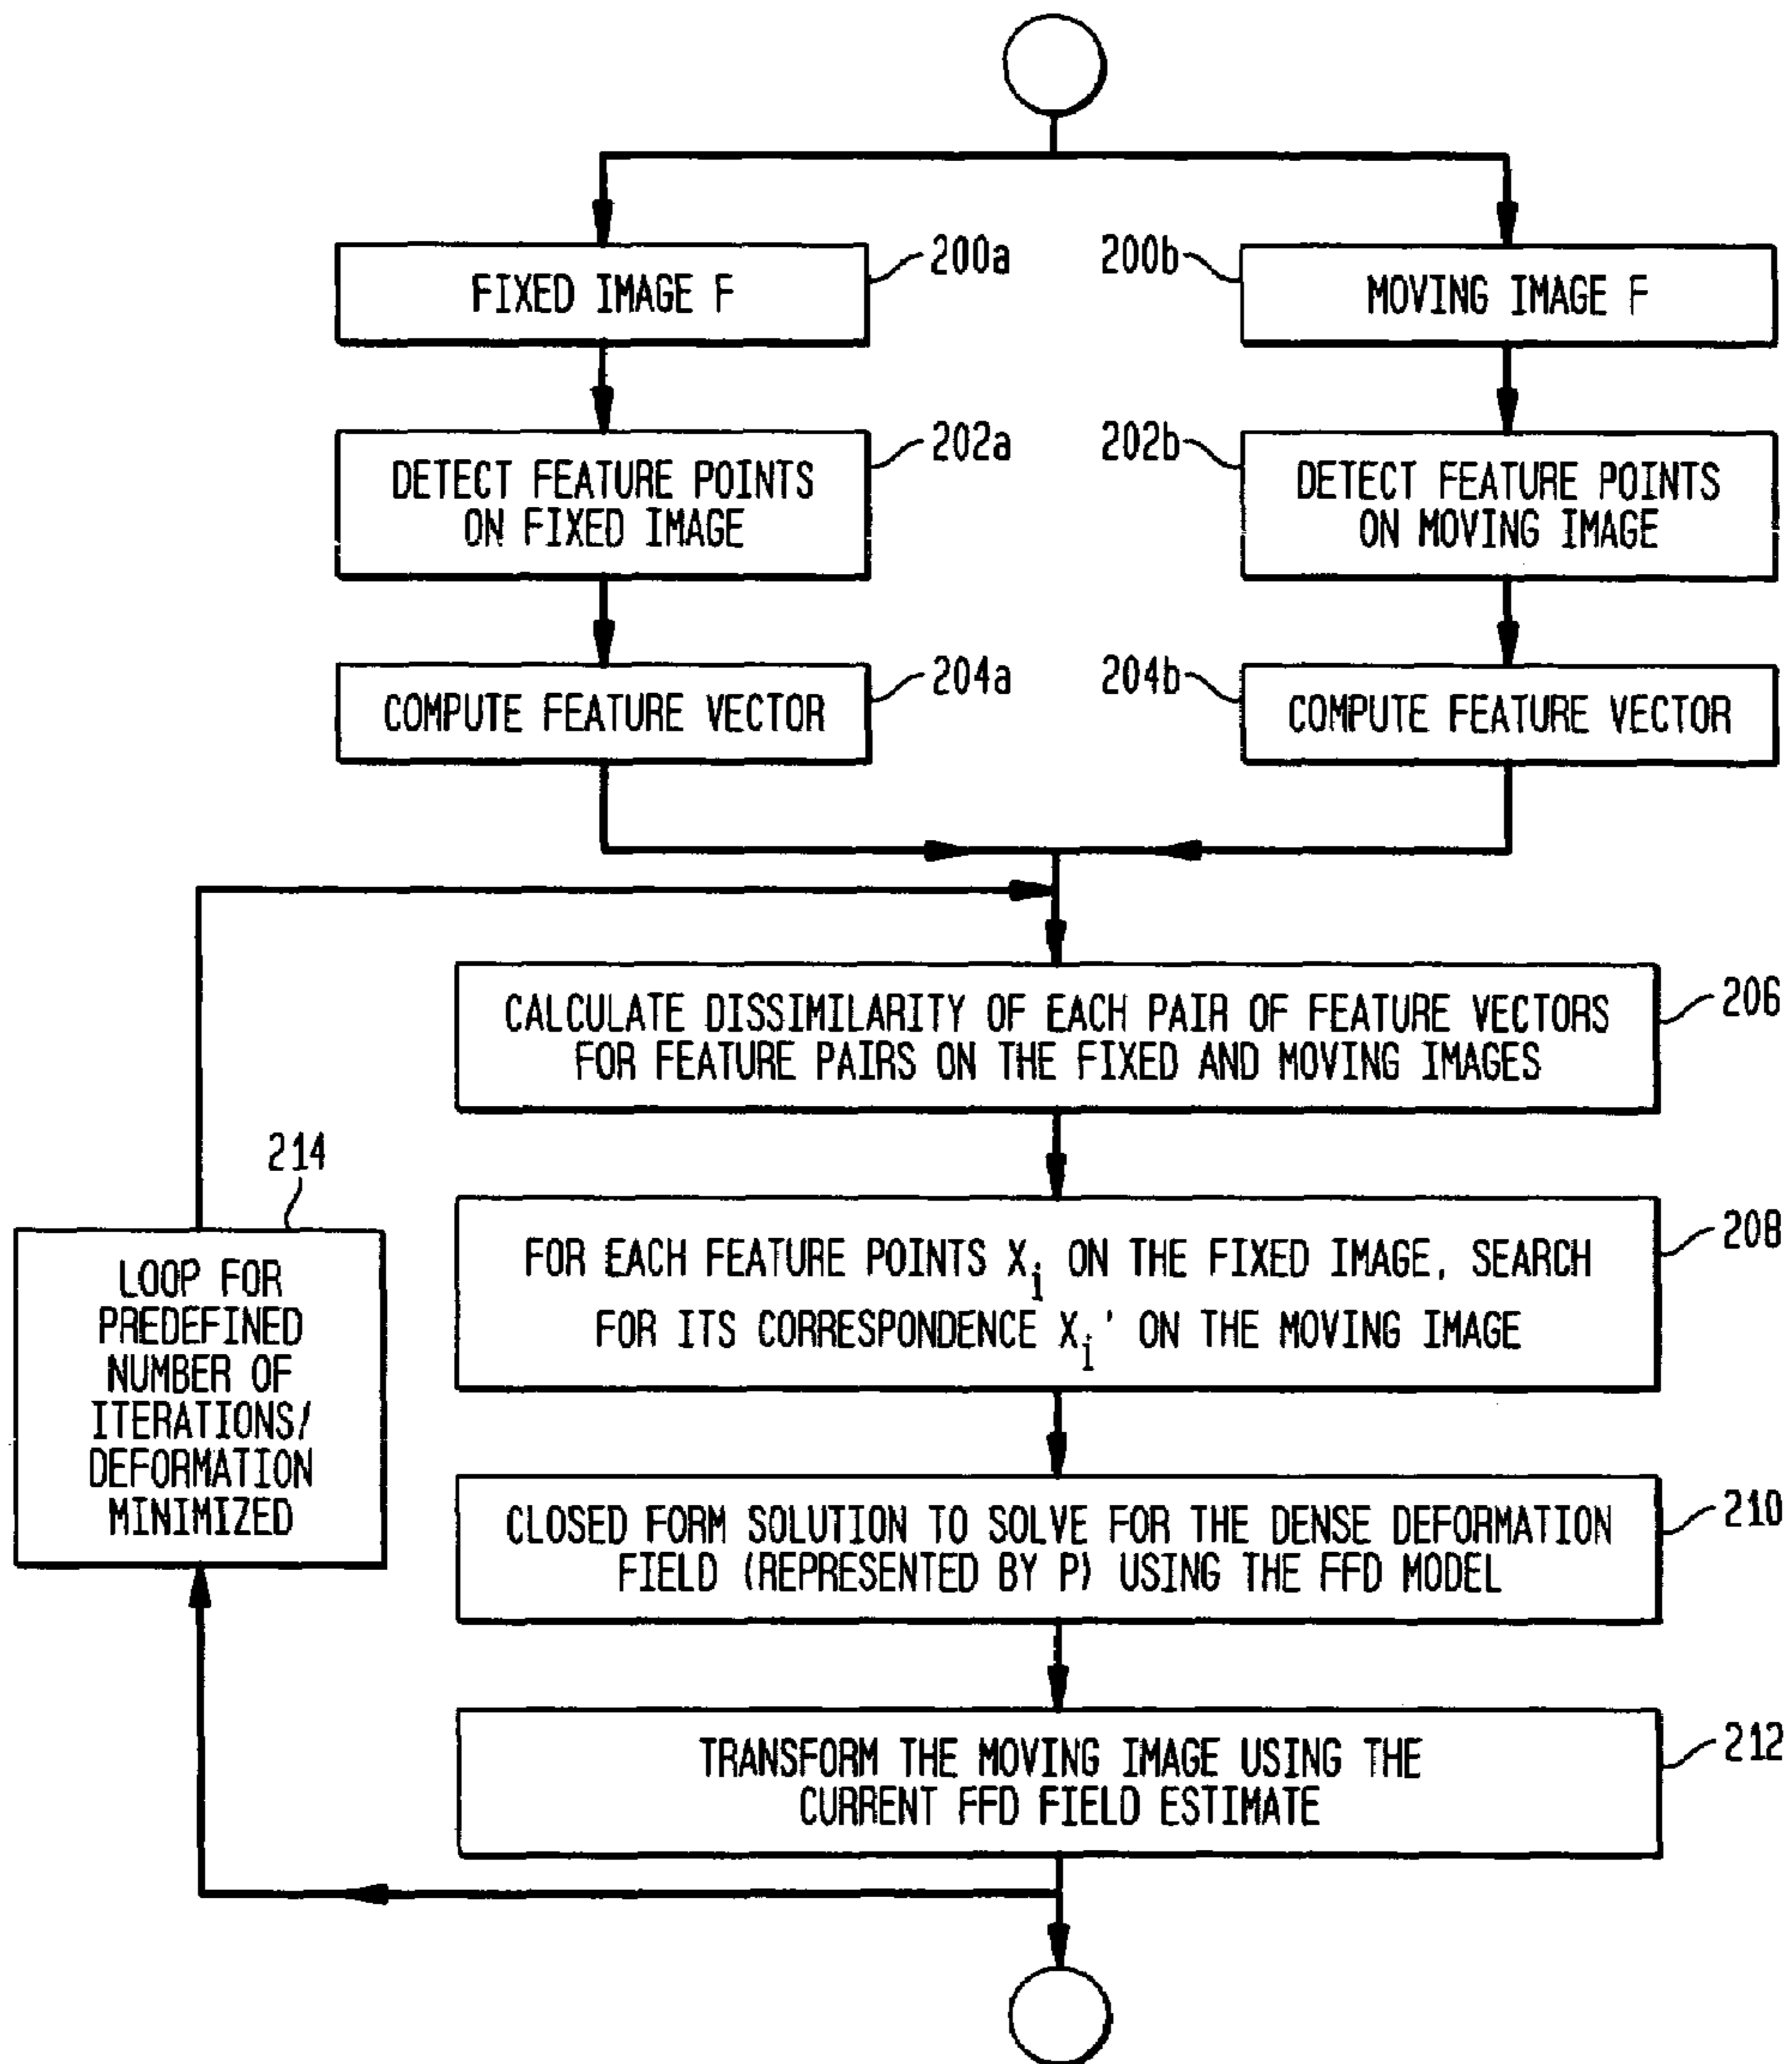 FIXED IMAGE F
200a
200b
MOVING IMAGE F
DETECT FEATURE POINTS
ON FIXED IMAGE
202a
202b
DETECT FEATURE POINTS
ON MOVING IMAGE
COMPUTE FEATURE VECTOR
204a
204b
COMPUTE FEATURE VECTOR
CALCULATE DISSIMILARITY OF EACH PAIR OF FEATURE VECTORS
FOR FEATURE PAIRS ON THE FIXED AND MOVING IMAGES
206
FOR EACH FEATURE POINTS Xi ON THE FIXED IMAGE, SEARCH
FOR ITS CORRESPONDENCE Xi' ON THE MOVING IMAGE
208
214
LOOP FOR
PREDEFINED
NUMBER OF
ITERATIONS/
DEFORMATION
MINIMIZED
CLOSED FORM SOLUTION TO SOLVE FOR THE DENSE DEFORMATION
FIELD (REPRESENTED BY P) USING THE FFD MODEL
210
TRANSFORM THE MOVING IMAGE USING THE
CURRENT FFD FIELD ESTIMATE
212